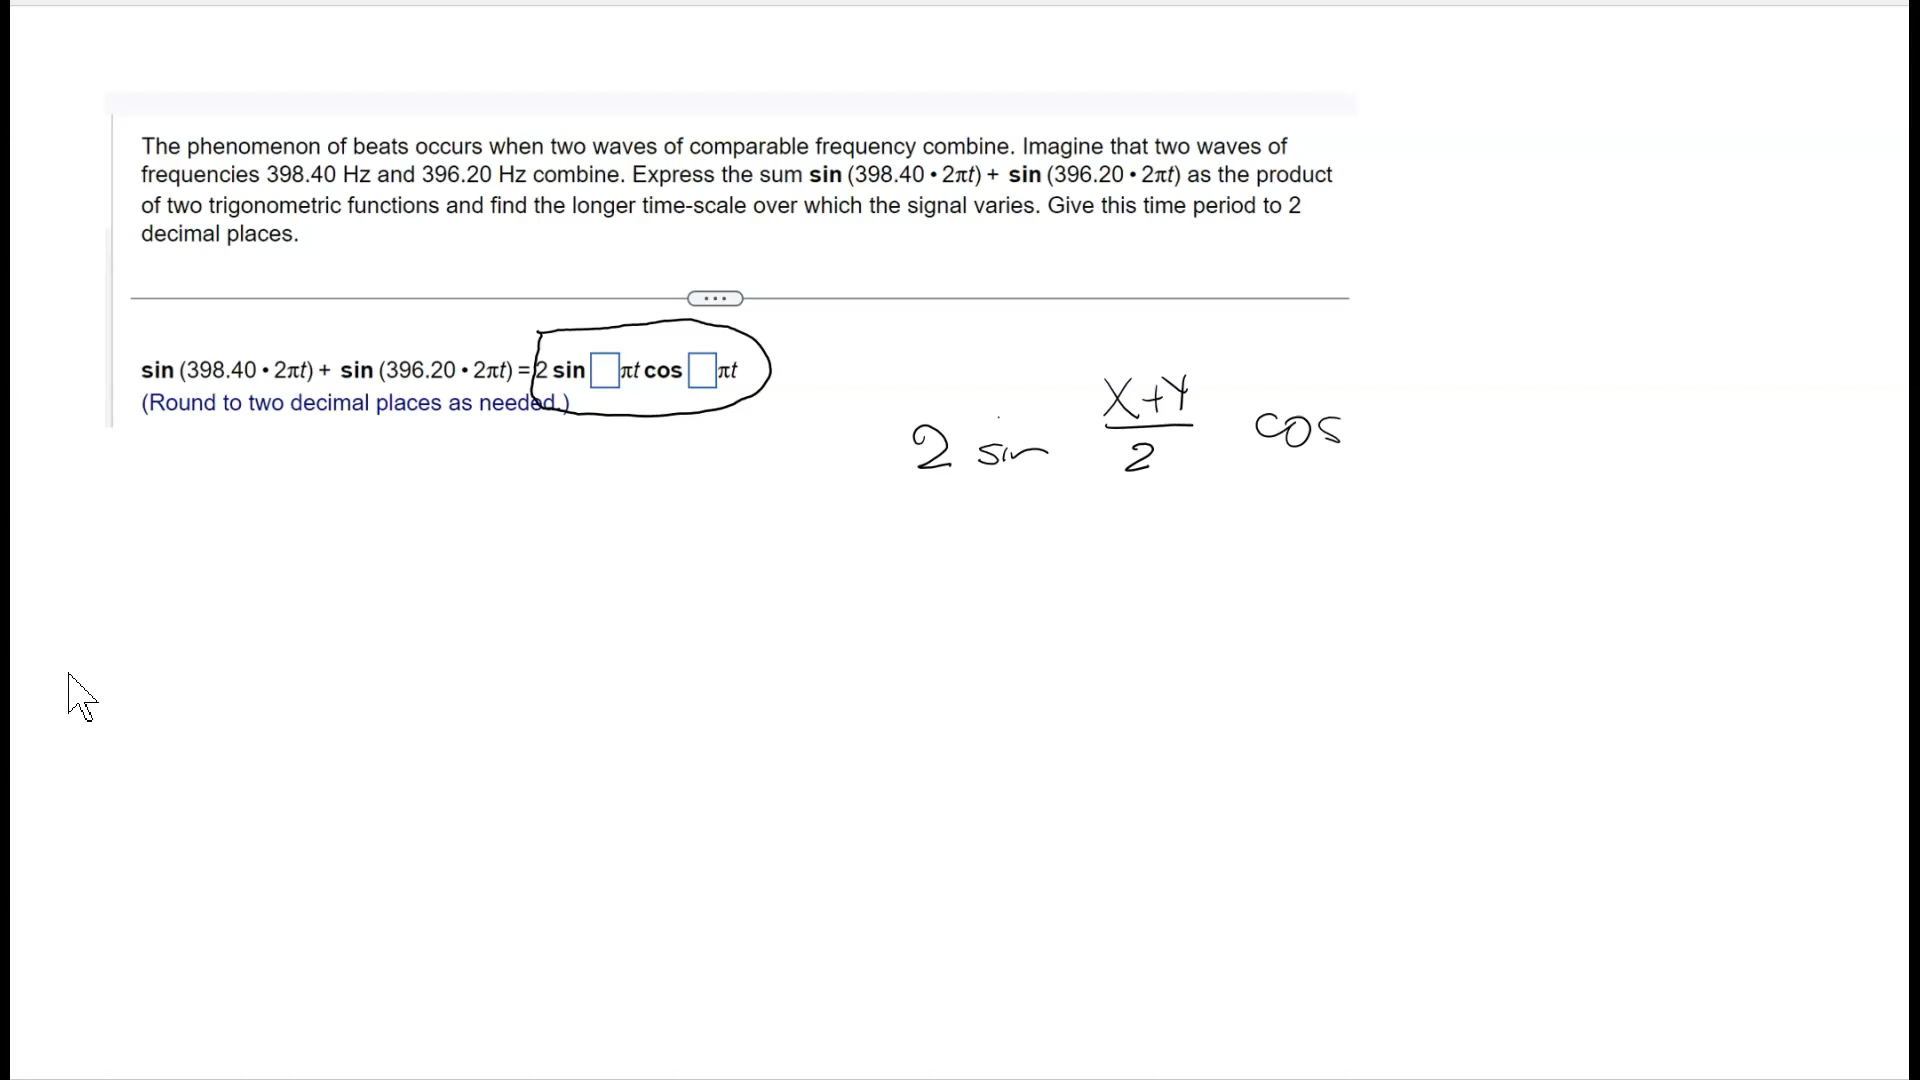 The phenomenon of beats occurs when two waves of comparable frequency combine. Imagine that two waves of
frequencies 398.40 Hz and 396.20 Hz combine. Express the sum sin (398.40 • 2πt) + sin (396.20 • 2πt) as the product
of two trigonometric functions and find the longer time-scale over which the signal varies. Give this time period to 2
decimal places.
sin (398.40 • 2πt) + sin (396.20 • 2πt) = 2 sin πt cos πt
(Round to two decimal places as needed.)
2 sin X+Y/2 cos